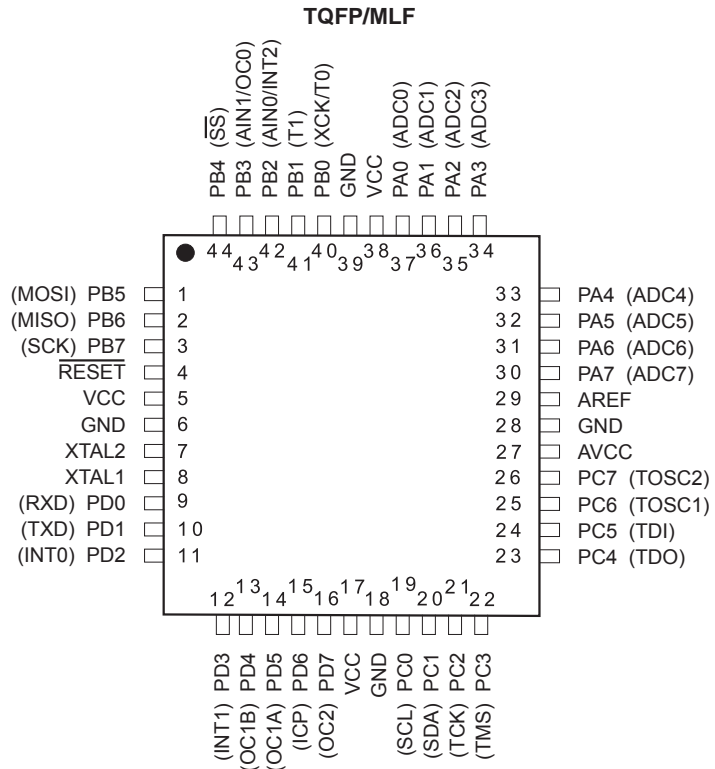 TQFP/MLF
PB4 (SS)
PB3 (AIN1/OC0)
PB2 (AIN0/INT2)
PB1 (T1)
PB0 (XCK/T0)
GND
VCC
PA0 (ADC0)
PA1 (ADC1)
PA2 (ADC2)
PA3 (ADC3)
44 43 42 41 40 39 38 37 36 35 34
(MOSI) PB5 1
(MISO) PB6 2
(SCK) PB7 3
RESET 4
VCC 5
GND 6
XTAL2 7
XTAL1 8
(RXD) PD0 9
(TXD) PD1 10
(INT0) PD2 11
33 PA4 (ADC4)
32 PA5 (ADC5)
31 PA6 (ADC6)
30 PA7 (ADC7)
29 AREF
28 GND
27 AVCC
26 PC7 (TOSC2)
25 PC6 (TOSC1)
24 PC5 (TDI)
23 PC4 (TDO)
12 13 14 15 16 17 18 19 20 21 22
(INT1) PD3
(OC1B) PD4
(OC1A) PD5
(ICP) PD6
(OC2) PD7
VCC
GND
(SCL) PC0
(SDA) PC1
(TCK) PC2
(TMS) PC3